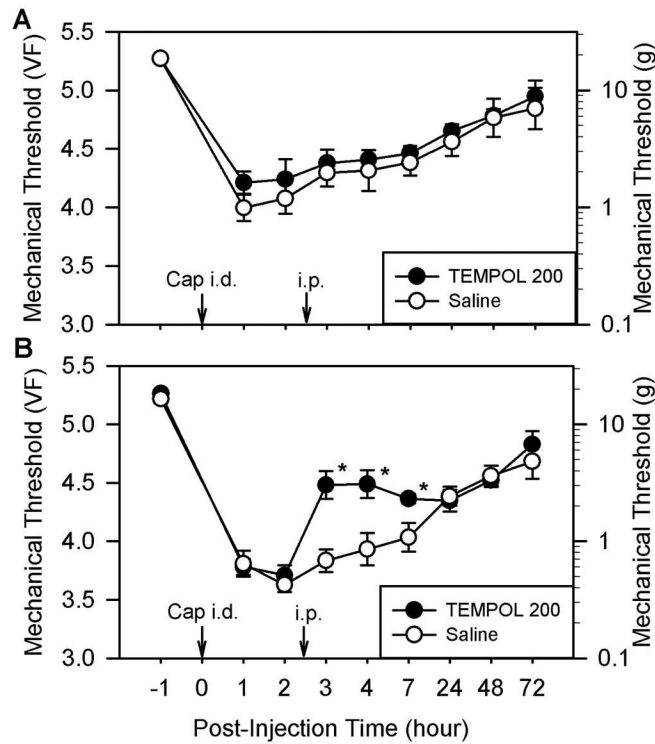 A
Mechanical Threshold (VF)
5.5
5.0
4.5
4.0
3.5
3.0
Mechanical Threshold (g)
10
1
0.1
Cap i.d.
i.p.
TEMPOL 200
Saline
B
Mechanical Threshold (VF)
5.5
5.0
4.5
4.0
3.5
3.0
Mechanical Threshold (g)
10
1
0.1
* * *
Cap i.d.
i.p.
TEMPOL 200
Saline
-1 0 1 2 3 4 7 24 48 72
Post-Injection Time (hour)